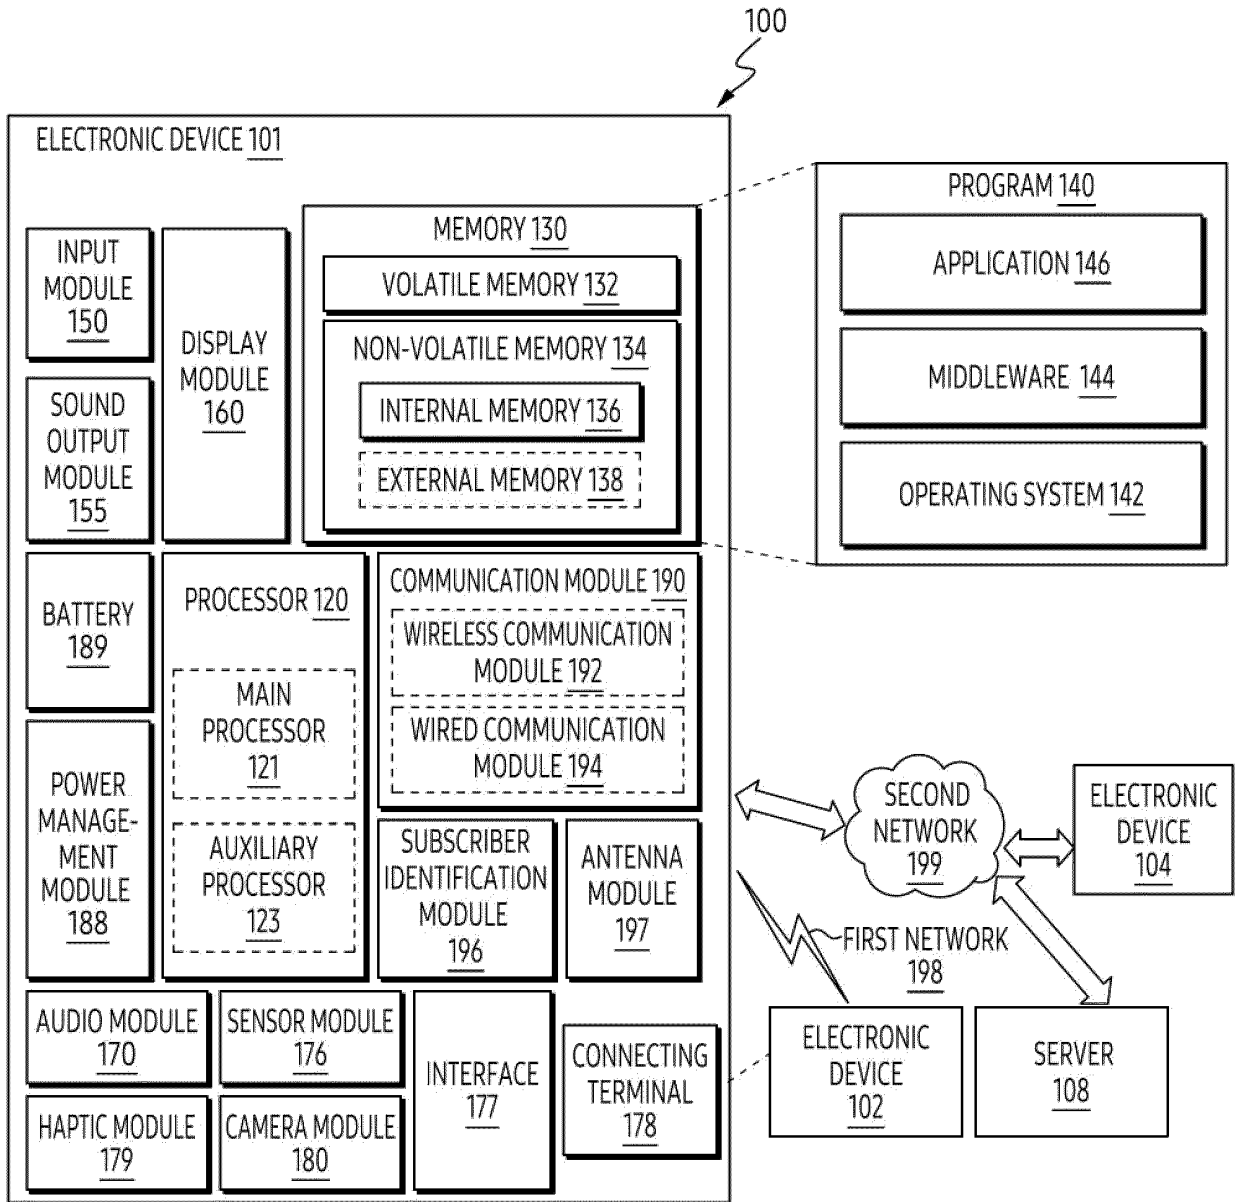 100
ELECTRONIC DEVICE 101
INPUT
MODULE
150
SOUND
OUTPUT
MODULE
155
DISPLAY
MODULE
160
MEMORY 130
VOLATILE MEMORY 132
NON-VOLATILE MEMORY 134
INTERNAL MEMORY 136
EXTERNAL MEMORY 138
PROGRAM 140
APPLICATION 146
MIDDLEWARE 144
OPERATING SYSTEM 142
BATTERY
189
POWER
MANAGE-
MENT
MODULE
188
PROCESSOR 120
MAIN
PROCESSOR
121
AUXILIARY
PROCESSOR
123
COMMUNICATION MODULE 190
WIRELESS COMMUNICATION
MODULE 192
WIRED COMMUNICATION
MODULE 194
SUBSCRIBER
IDENTIFICATION
MODULE
196
ANTENNA
MODULE
197
SECOND
NETWORK
199
ELECTRONIC
DEVICE
104
FIRST NETWORK
198
AUDIO MODULE
170
SENSOR MODULE
176
HAPTIC MODULE
179
CAMERA MODULE
180
INTERFACE
177
CONNECTING
TERMINAL
178
ELECTRONIC
DEVICE
102
SERVER
108